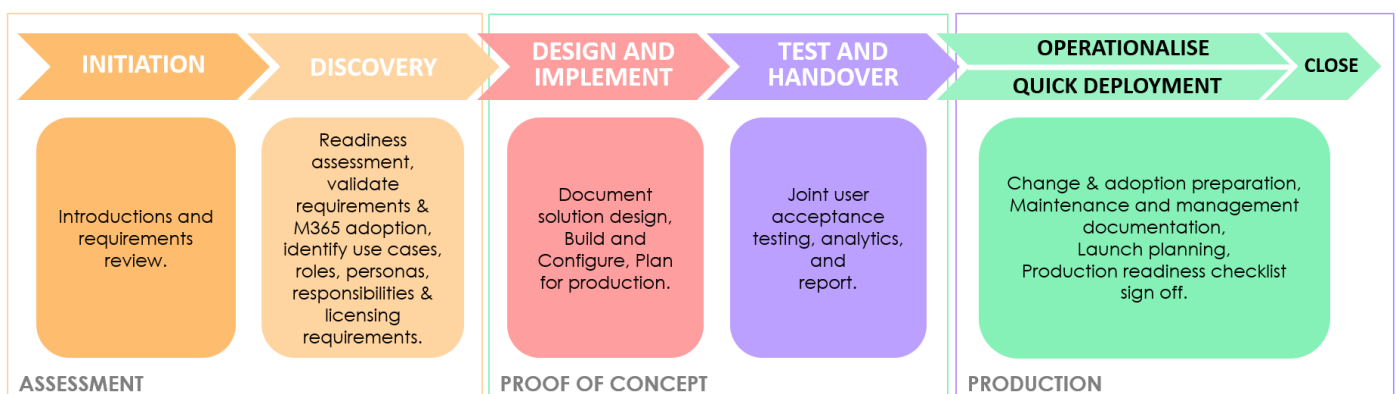 INITIATION
DISCOVERY
DESIGN AND
IMPLEMENT
TEST AND
HANDOVER
OPERATIONALISE
QUICK DEPLOYMENT
CLOSE
Introductions and
requirements
review.
Readiness
assessment,
validate
requirements &
M365 adoption,
identify use cases,
roles, personas,
responsibilities &
licensing
requirements.
Document
solution design,
Build and
Configure, Plan
for production.
Joint user
acceptance
testing, analytics,
and
report.
Change & adoption preparation,
Maintenance and management
documentation,
Launch planning,
Production readiness checklist
sign off.
ASSESSMENT
PROOF OF CONCEPT
PRODUCTION